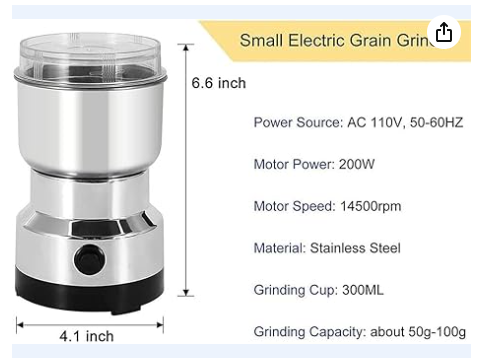 Small Electric Grain
6.6 inch
Power Source: AC 110V, 50-60HZ
Motor Power: 200W
Motor Speed: 14500rpm
Material: Stainless Steel
Grinding Cup: 300ML
4.1 inch
Grinding Capacity: about 50g-100g